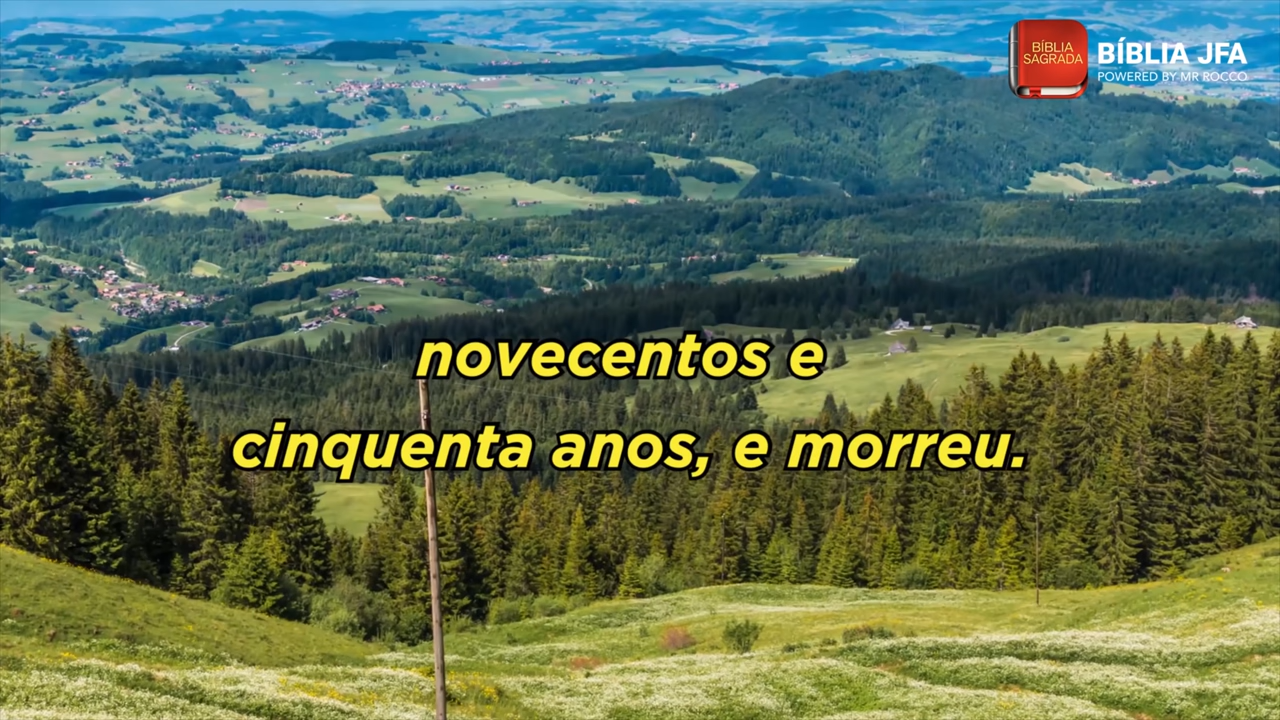 BÍBLIA
SAGRADA
BÍBLIA JFA
POWERED BY MR ROCCO
novecentos e
cinquenta anos, e morreu.